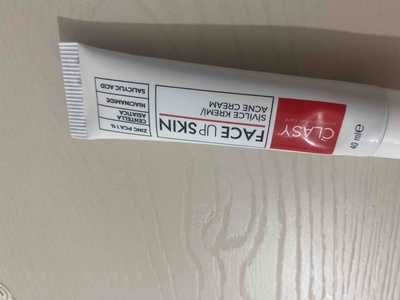 CLASY
FACE UP SKIN
SİVİLCE KREMİ/
ACNE CREAM
ZINC PCA 1%
CENTELLA
ASIATICA
NIACINAMIDE
SALICYLIC ACID
40 ml e